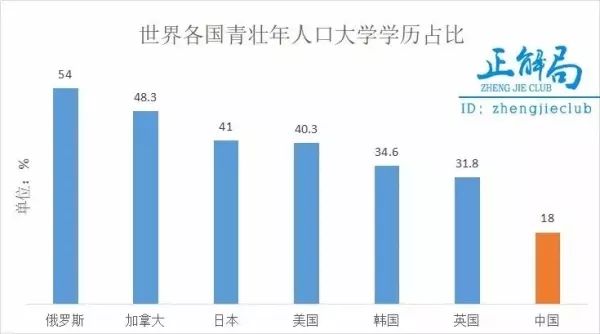 世界各国青壮年人口大学学历占比
正解局
ZHENG JIE CLUB
ID: zhengjieclub
单位：%
54
48.3
41
40.3
34.6
31.8
18
俄罗斯
加拿大
日本
美国
韩国
英国
中国